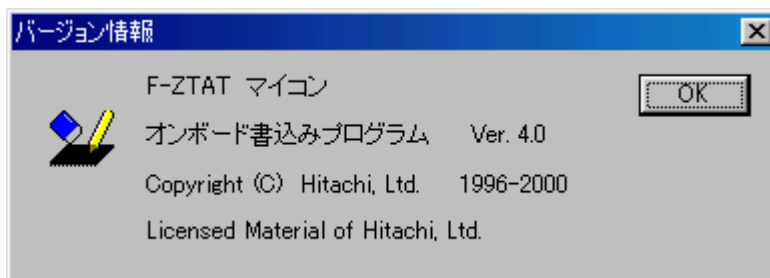 バージョン情報
F-ZTAT マイコン
OK
オンボード書込みプログラム Ver. 4.0
Copyright (C) Hitachi, Ltd. 1996-2000
Licensed Material of Hitachi, Ltd.